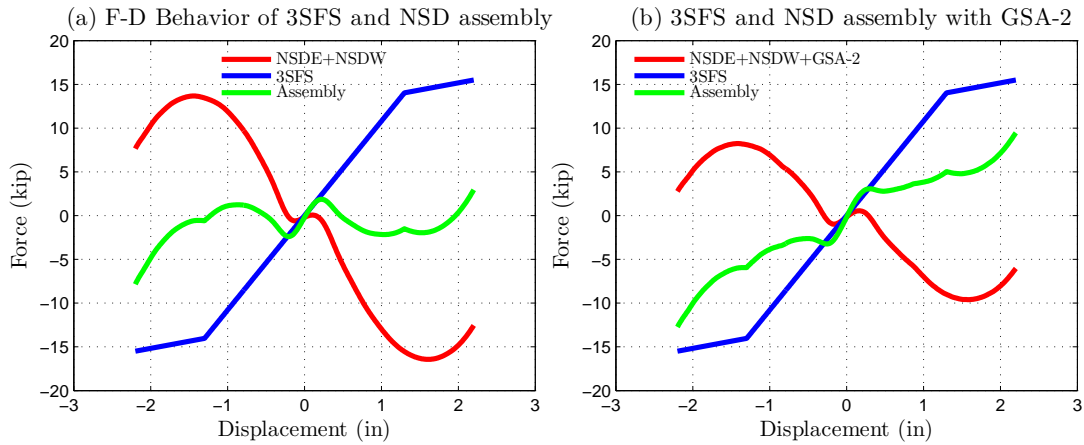 (a) F-D Behavior of 3SFS and NSD assembly
20
15
10
5
0
−5
−10
−15
−20
−3
−2
−1
0
1
2
3
Force (kip)
Displacement (in)
NSDE+NSDW
3SFS
Assembly
(b) 3SFS and NSD assembly with GSA-2
20
15
10
5
0
−5
−10
−15
−20
−3
−2
−1
0
1
2
3
Force (kip)
Displacement (in)
NSDE+NSDW+GSA-2
3SFS
Assembly